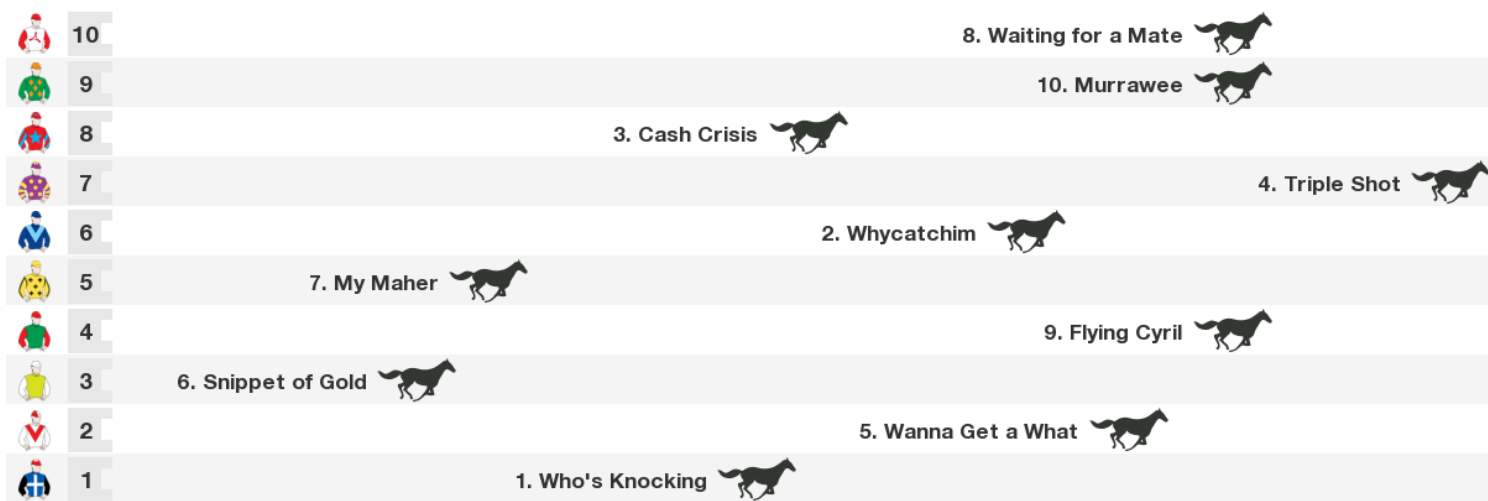 10 8. Waiting for a Mate
9 10. Murrawee
8 3. Cash Crisis
7 4. Triple Shot
6 2. Whycatchim
5 7. My Maher
4 9. Flying Cyril
3 6. Snippet of Gold
2 5. Wanna Get a What
1 1. Who's Knocking